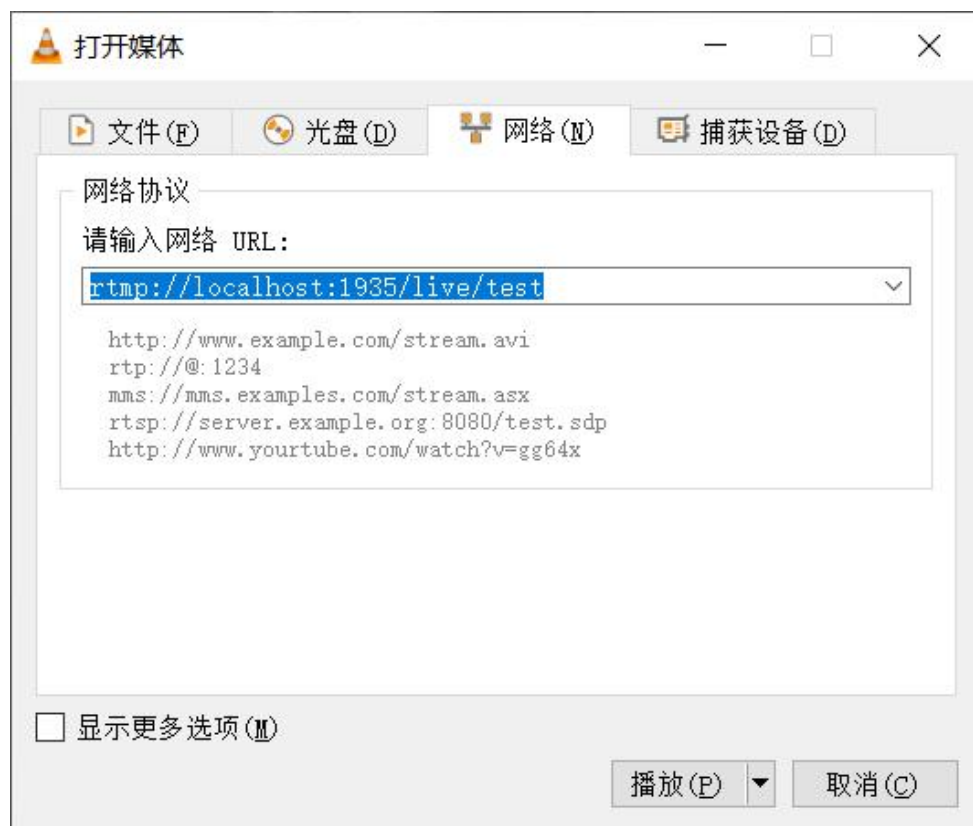 打开媒体
文件(F) 光盘(D) 网络(N) 捕获设备(D)
网络协议
请输入网络 URL:
rtmp://localhost:1935/live/test
http://www.example.com/stream.avi
rtp://@:1234
mms://mms.examples.com/stream.asx
rtsp://server.example.org:8080/test.sdp
http://www.yourtube.com/watch?v=gg64x
显示更多选项(M)
播放(P) 取消(C)